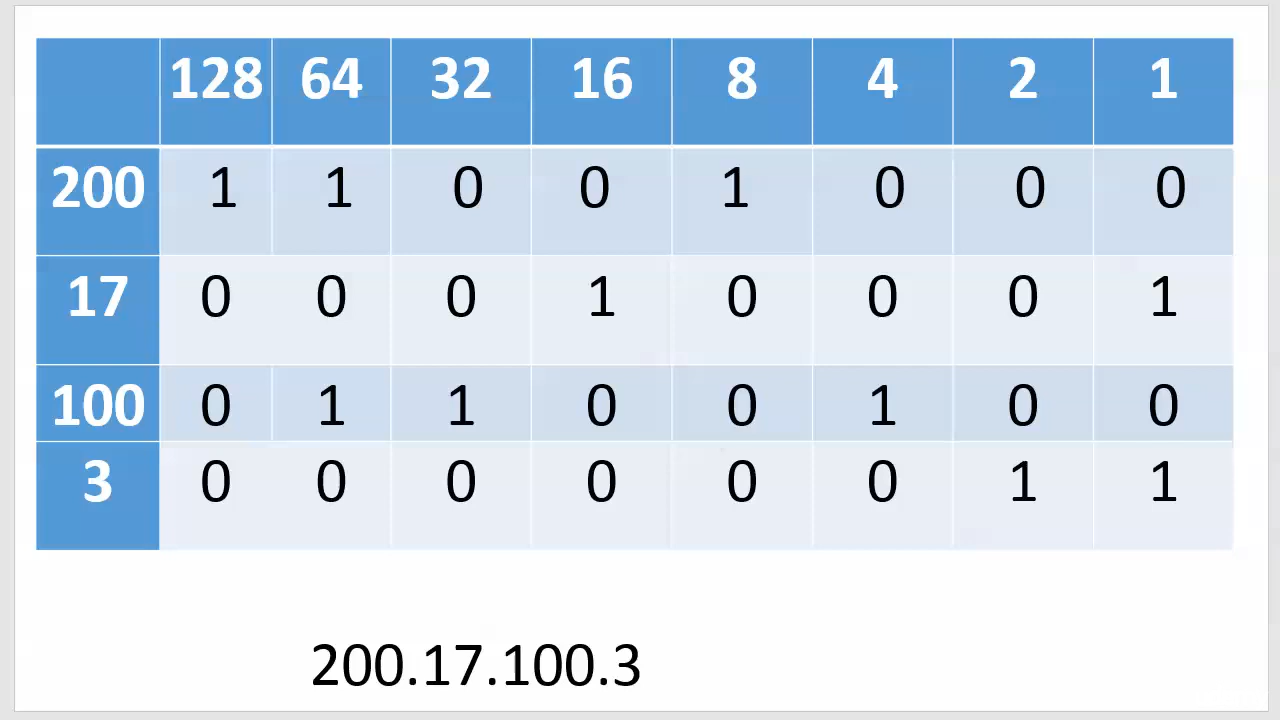 128 64 32 16 8 4 2 1
200 1 1 0 0 1 0 0 0
17 0 0 0 1 0 0 0 1
100 0 1 1 0 0 1 0 0
3 0 0 0 0 0 0 1 1
200.17.100.3